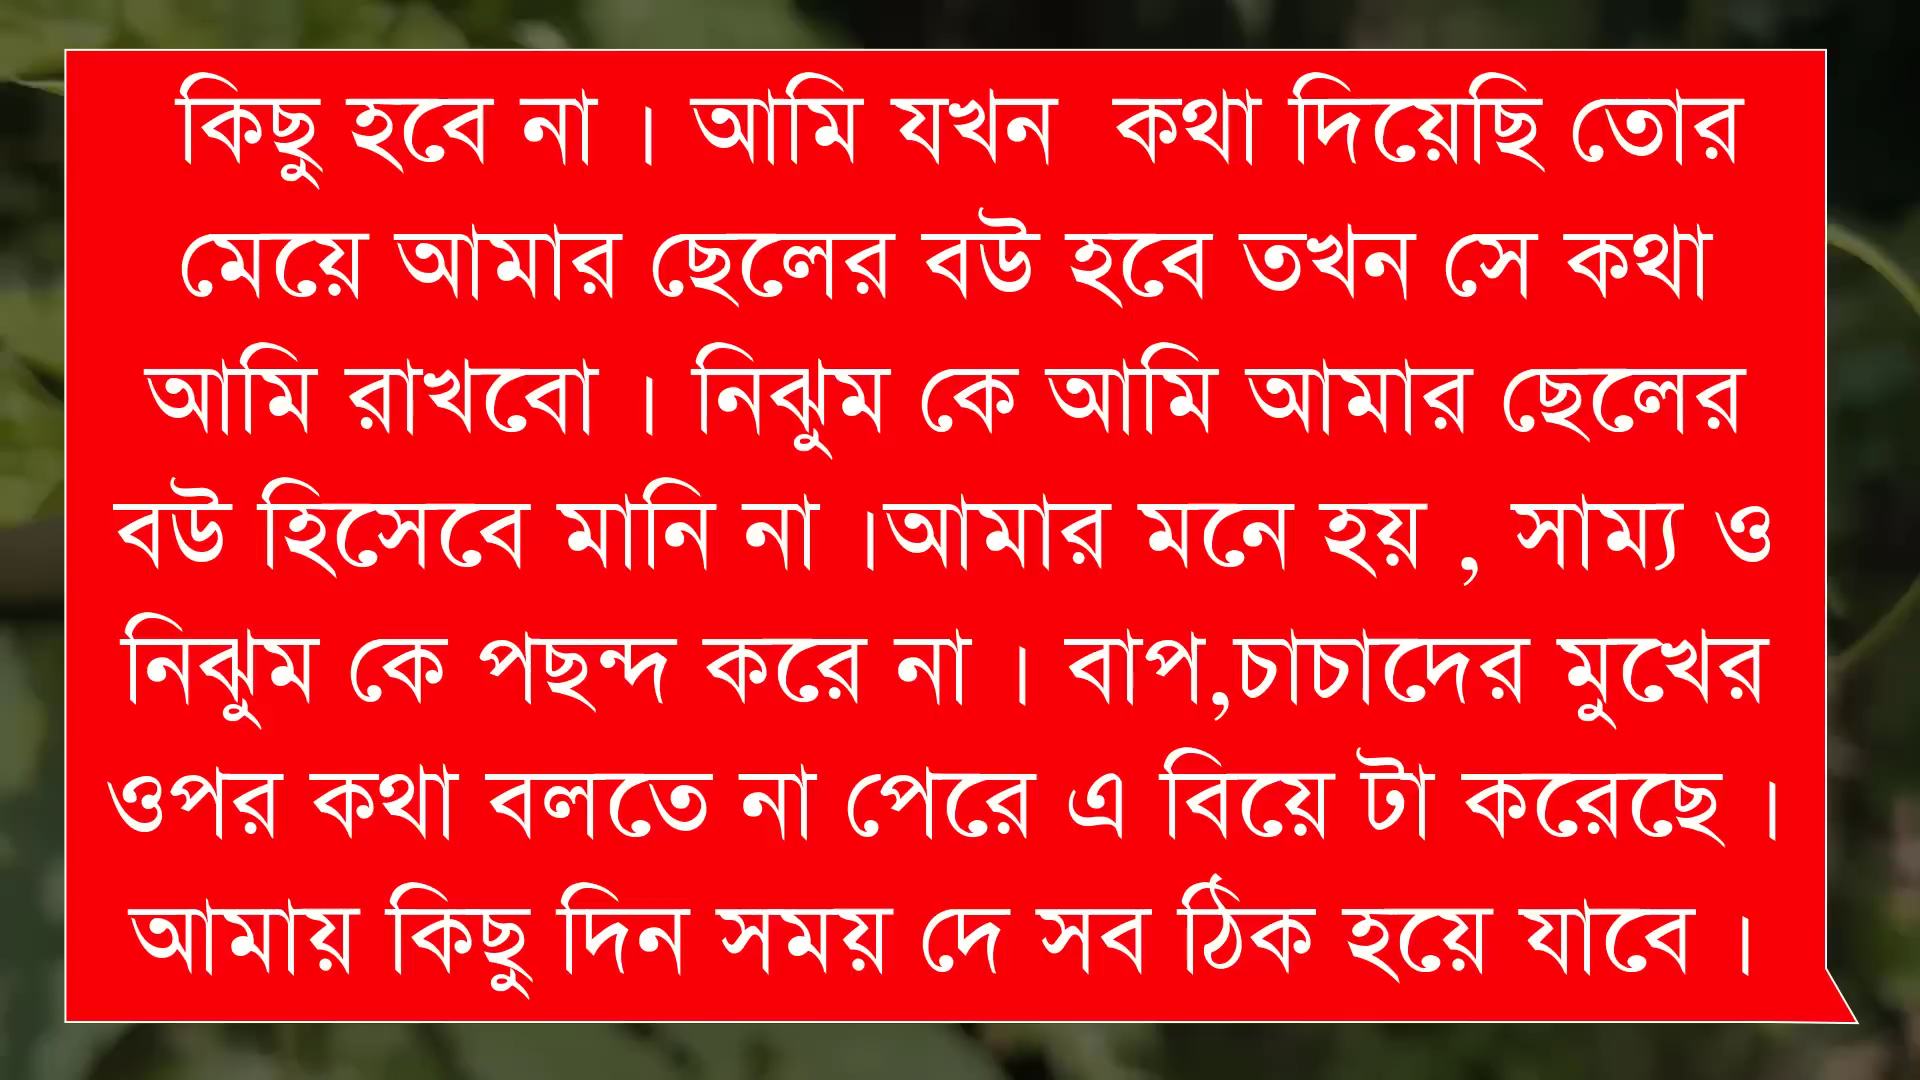 কিছু হবে না । আমি যখন  কথা দিয়েছি তোর
মেয়ে আমার ছেলের বউ হবে তখন সে কথা
আমি রাখবো । নিঝুম কে আমি আমার ছেলের
বউ হিসেবে মানি না ।আমার মনে হয় , সাম্য ও
নিঝুম কে পছন্দ করে না । বাপ,চাচাদের মুখের
ওপর কথা বলতে না পেরে এ বিয়ে টা করেছে ।
আমায় কিছু দিন সময় দে সব ঠিক হয়ে যাবে ।